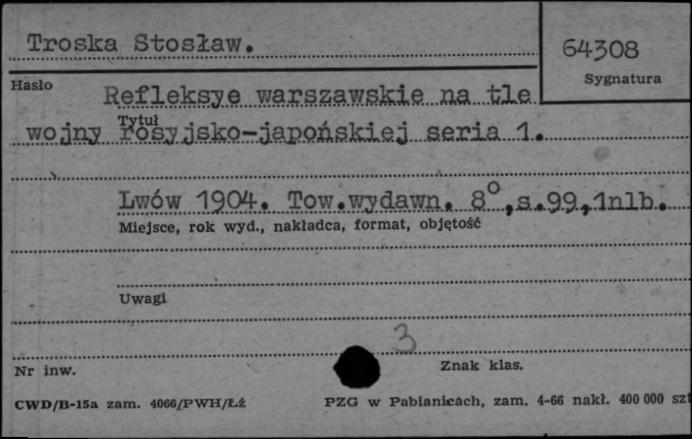 Troska Stosław.
64308
Sygnatura
Hasło
Refleksye warszawskie na tle
Tytuł
wojny rosyjsko-japońskiej seria 1.
Lwów 1904. Tow.wydawn. 8°,s.99,1nlb.
Miejsce, rok wyd., nakładca, format, objętość
Uwagi
3
Nr inw.
Znak klas.
CWD/B-15a zam. 4066/PWH/Łż
PZG w Pabianicach, zam. 4-66 nakł. 400 000 szt